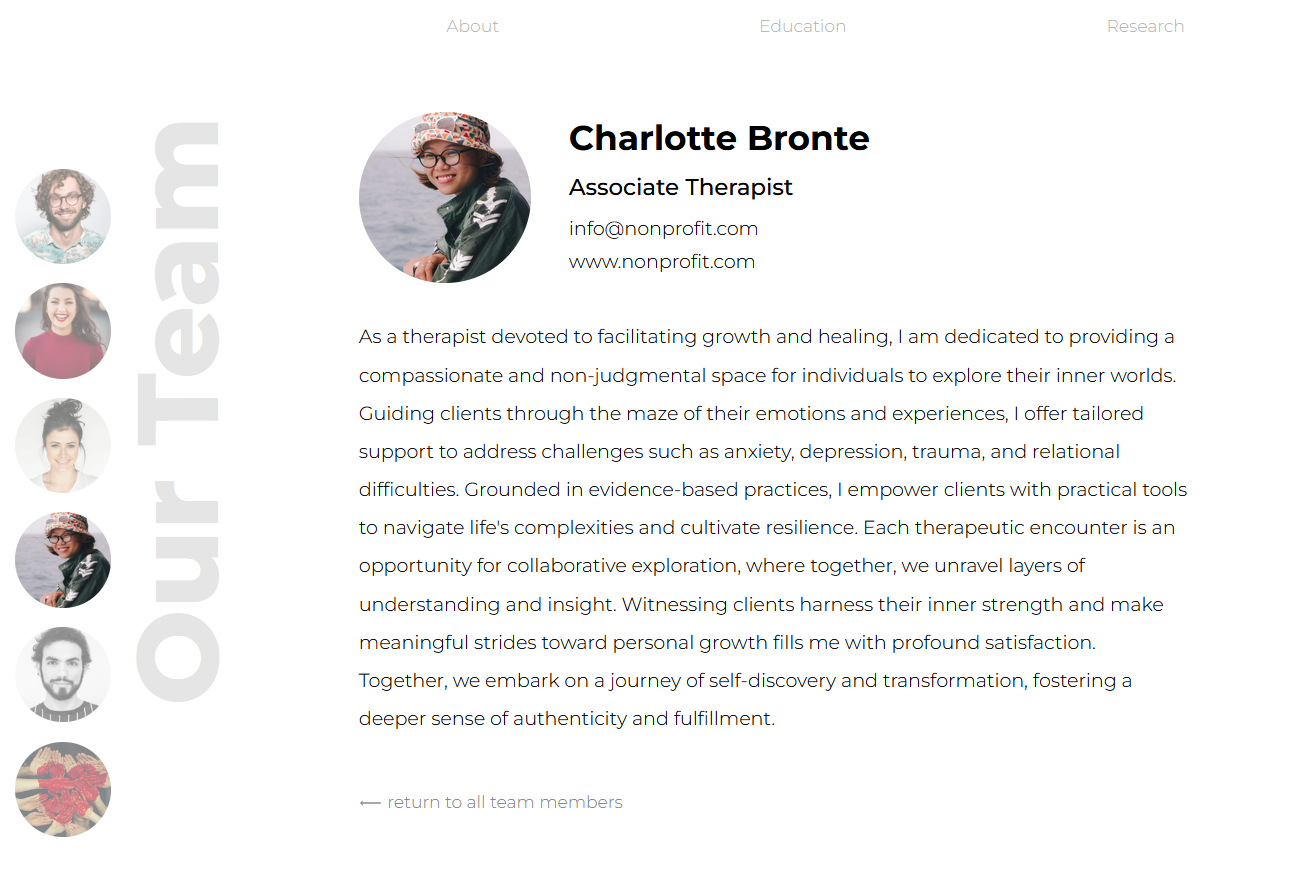 About
Education
Research
Our Team
Charlotte Bronte
Associate Therapist
info@nonprofit.com
www.nonprofit.com
As a therapist devoted to facilitating growth and healing, I am dedicated to providing a
compassionate and non-judgmental space for individuals to explore their inner worlds.
Guiding clients through the maze of their emotions and experiences, I offer tailored
support to address challenges such as anxiety, depression, trauma, and relational
difficulties. Grounded in evidence-based practices, I empower clients with practical tools
to navigate life's complexities and cultivate resilience. Each therapeutic encounter is an
opportunity for collaborative exploration, where together, we unravel layers of
understanding and insight. Witnessing clients harness their inner strength and make
meaningful strides toward personal growth fills me with profound satisfaction.
Together, we embark on a journey of self-discovery and transformation, fostering a
deeper sense of authenticity and fulfillment.
⟵ return to all team members